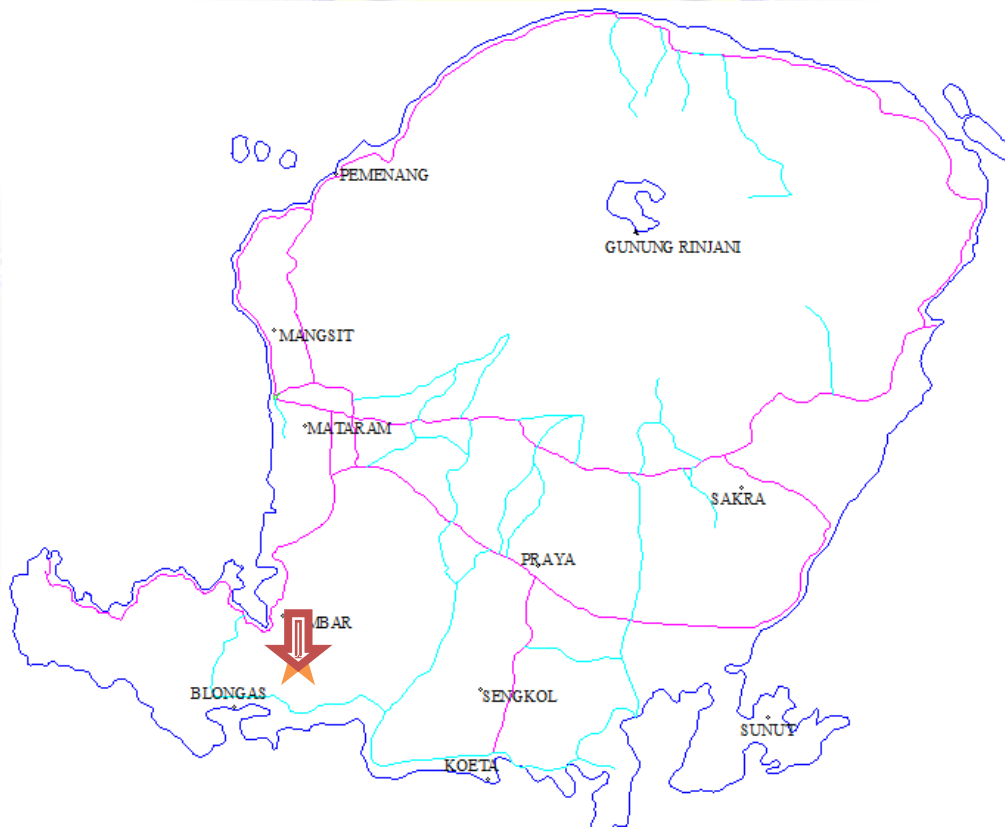 PEMENANG
GUNUNG RINJANI
MANGSIT
MATARAM
SAKRA
PRAYA
MBAR
BLONGAS
SENGKOL
SUNUT
KOETA